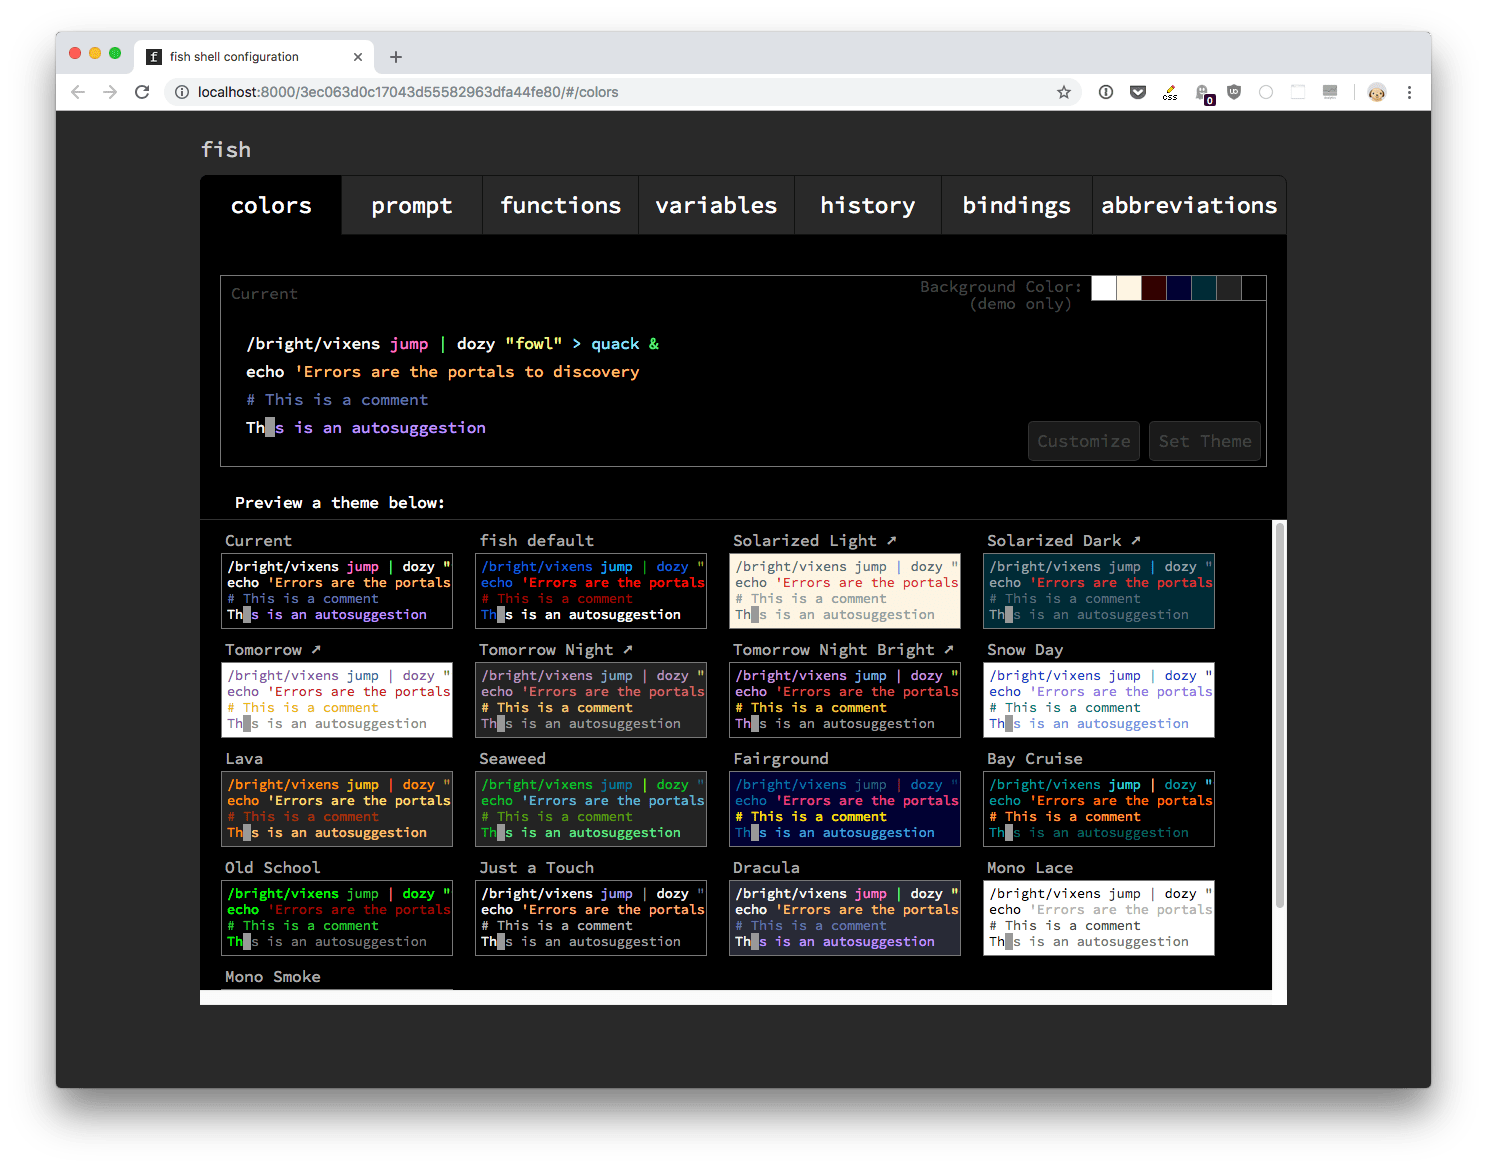 fish shell configuration
localhost:8000/3ec063d0c17043d55582963dfa44fe80/#/colors
css
0
fish
colors prompt functions variables history bindings abbreviations
Current
Background Color:
(demo only)
/bright/vixens jump | dozy "fowl" > quack &
echo 'Errors are the portals to discovery
# This is a comment
Th s is an autosuggestion
Customize Set Theme
Preview a theme below:
Current fish default Solarized Light ↗ Solarized Dark ↗
/bright/vixens jump | dozy " /bright/vixens jump | dozy " /bright/vixens jump | dozy " /bright/vixens jump | dozy "
echo 'Errors are the portals echo 'Errors are the portals echo 'Errors are the portals echo 'Errors are the portals
# This is a comment # This is a comment # This is a comment # This is a comment
Th s is an autosuggestion Th s is an autosuggestion Th s is an autosuggestion Th s is an autosuggestion
Tomorrow ↗ Tomorrow Night ↗ Tomorrow Night Bright ↗ Snow Day
/bright/vixens jump | dozy " /bright/vixens jump | dozy " /bright/vixens jump | dozy " /bright/vixens jump | dozy "
echo 'Errors are the portals echo 'Errors are the portals echo 'Errors are the portals echo 'Errors are the portals
# This is a comment # This is a comment # This is a comment # This is a comment
Th s is an autosuggestion Th s is an autosuggestion Th s is an autosuggestion Th s is an autosuggestion
Lava Seaweed Fairground Bay Cruise
/bright/vixens jump | dozy " /bright/vixens jump | dozy " /bright/vixens jump | dozy " /bright/vixens jump | dozy "
echo 'Errors are the portals echo 'Errors are the portals echo 'Errors are the portals echo 'Errors are the portals
# This is a comment # This is a comment # This is a comment # This is a comment
Th s is an autosuggestion Th s is an autosuggestion Th s is an autosuggestion Th s is an autosuggestion
Old School Just a Touch Dracula Mono Lace
/bright/vixens jump | dozy " /bright/vixens jump | dozy " /bright/vixens jump | dozy " /bright/vixens jump | dozy "
echo 'Errors are the portals echo 'Errors are the portals echo 'Errors are the portals echo 'Errors are the portals
# This is a comment # This is a comment # This is a comment # This is a comment
Th s is an autosuggestion Th s is an autosuggestion Th s is an autosuggestion Th s is an autosuggestion
Mono Smoke